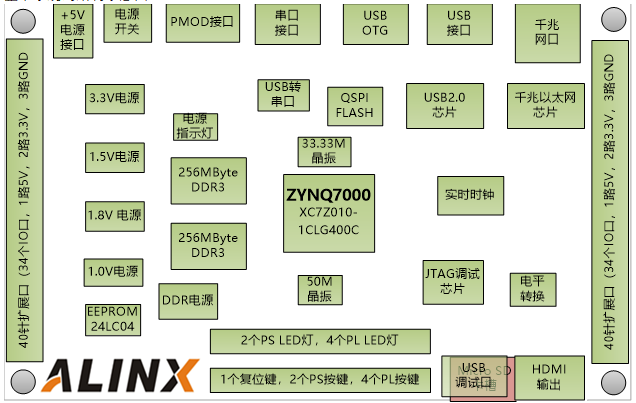 +5V
电源
接口
电源
开关
PMOD接口
串口
接口
USB
OTG
USB
接口
千兆
网口
40针扩展口（34个IO口，1路5V，2路3.3V，3路GND
3.3V电源
1.5V电源
1.8V 电源
1.0V电源
EEPROM
24LC04
电源
指示灯
256MByte
DDR3
256MByte
DDR3
DDR电源
USB转
串口
QSPI
FLASH
33.33M
晶振
ZYNQ7000
XC7Z010-
1CLG400C
50M
晶振
USB2.0
芯片
千兆以太网
芯片
实时时钟
JTAG调试
芯片
电平
转换
40针扩展口（34个IO口，1路5V，2路3.3V，3路GND
2个PS LED灯，4个PL LED灯
1个复位键，2个PS按键，4个PL按键
ALINX
USB
调试口
Micro SD
卡槽
HDMI
输出